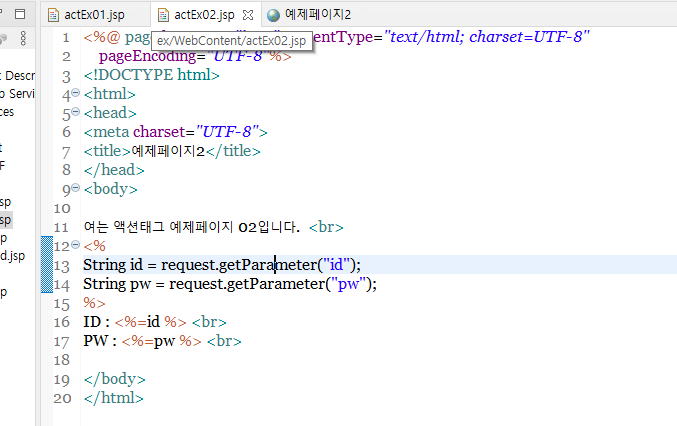 actEx01.jsp actEx02.jsp 예제페이지2
1 <%@ pag entType="text/html; charset=UTF-8"
ex/WebContent/actEx02.jsp
2 pageEncoding="UTF-8"%>
3 <!DOCTYPE html>
4 <html>
5 <head>
6 <meta charset="UTF-8">
7 <title>예제페이지2</title>
8 </head>
9 <body>
10
11 여는 액션태그 예제페이지 02입니다. <br>
12 <%
13 String id = request.getParameter("id");
14 String pw = request.getParameter("pw");
15 %>
16 ID : <%=id %> <br>
17 PW : <%=pw %> <br>
18
19 </body>
20 </html>
t Descr
b Servic
ces
t
F
sp
sp
p
d.jsp
p